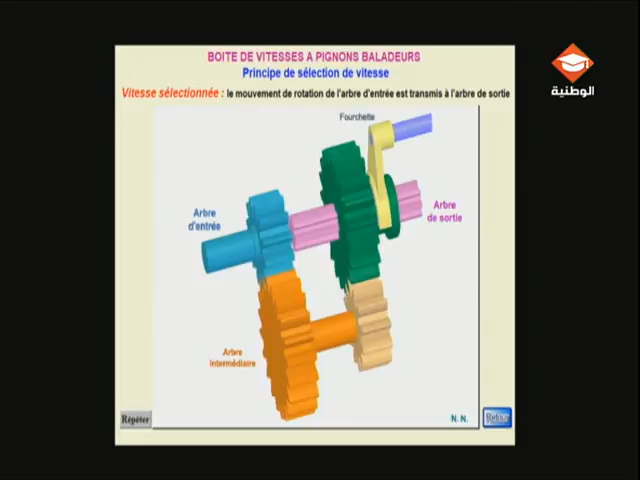 BOITE DE VITESSES A PIGNONS BALADEURS
الوطنية
Principe de sélection de vitesse
Vitesse sélectionnée : le mouvement de rotation de l'arbre d'entrée est transmis à l'arbre de sortie
Fourchette
Arbre
d'entrée
Arbre
de sortie
Arbre
intermédiaire
Répéter
N. N.
Retour